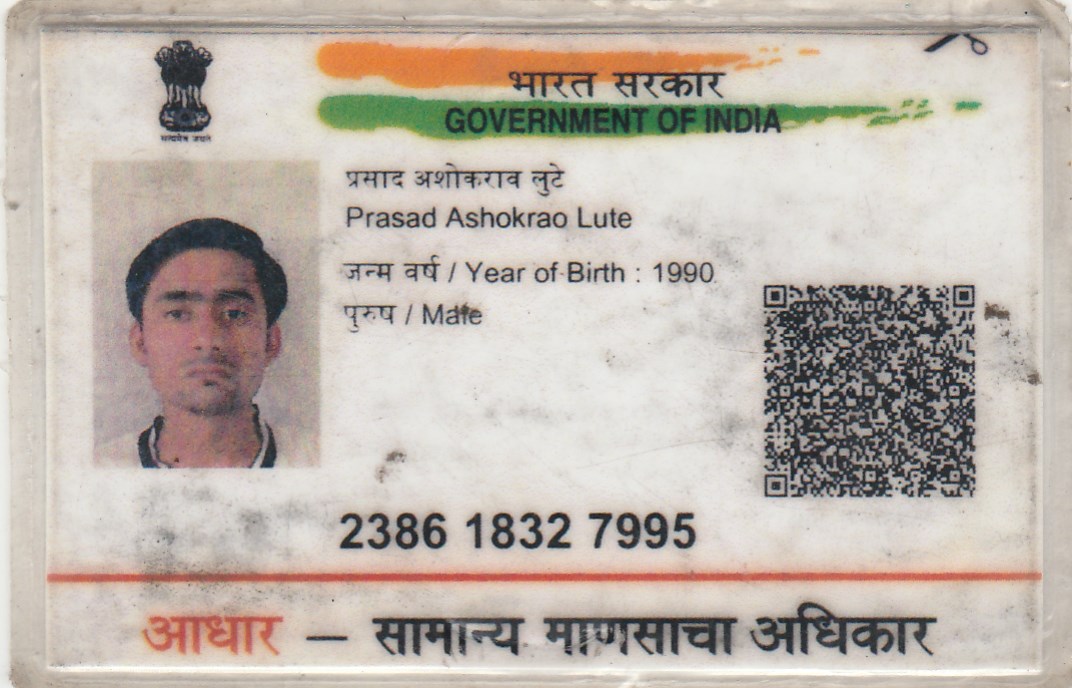 सत्यमेव जयते
भारत सरकार
GOVERNMENT OF INDIA
प्रसाद अशोकराव लुटे
Prasad Ashokrao Lute
जन्म वर्ष / Year of Birth : 1990
पुरुष / Male
2386 1832 7995
आधार — सामान्य माणसाचा अधिकार